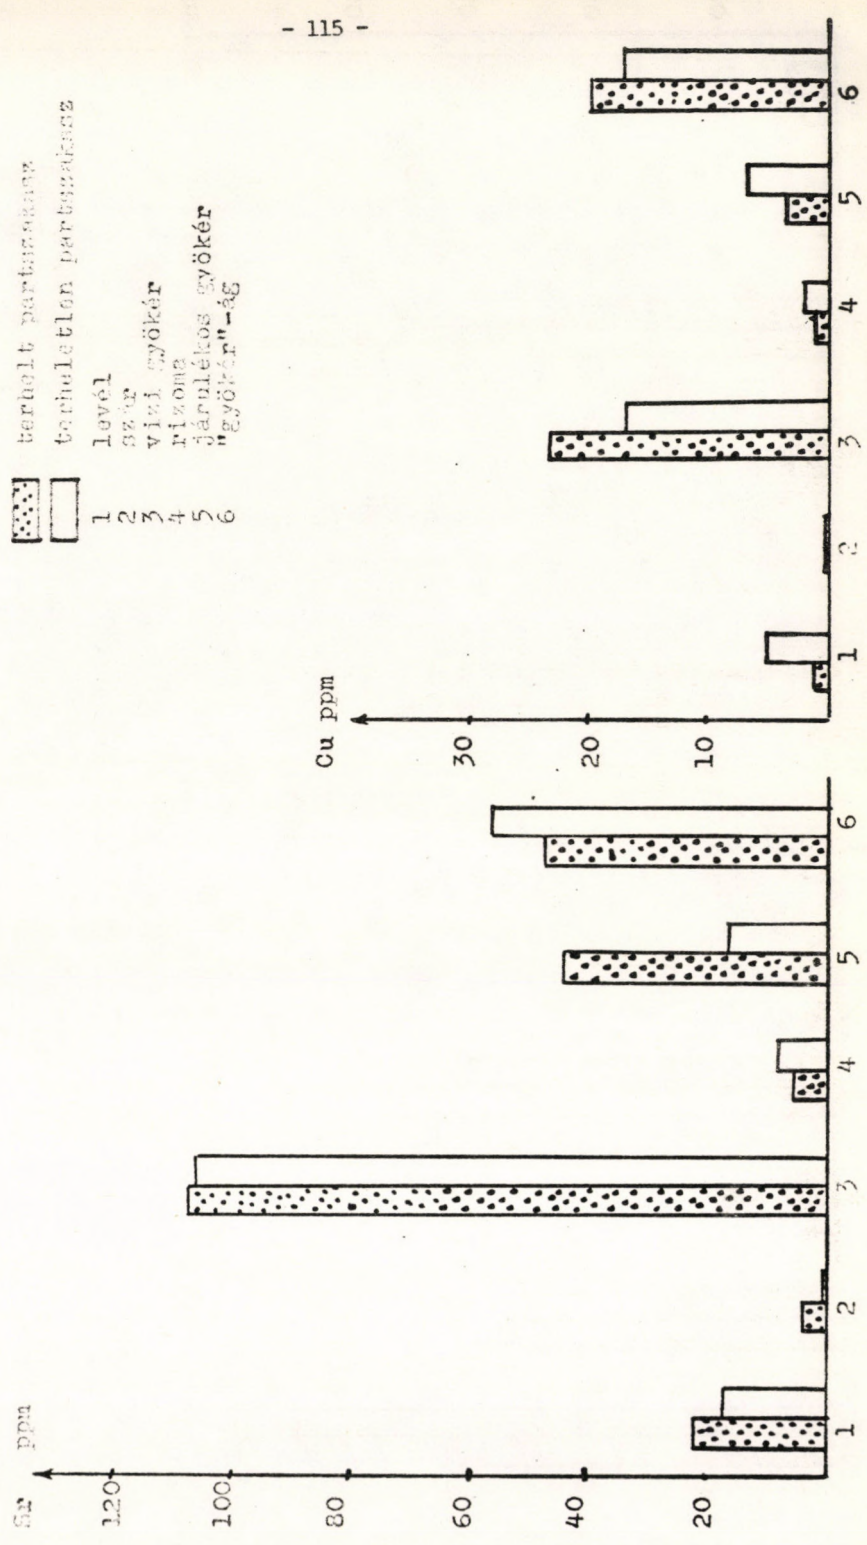 - 115 -
terhelt partszakasz
terheletlen partszakasz
1 levél
2 szár
3 vizi gyökér
4 rizoma
5 járulékos gyökér
6 "gyökér"-ág
Sr ppm
120
100
80
60
40
20
1 2 3 4 5 6
Cu ppm
30
20
10
1 2 3 4 5 6